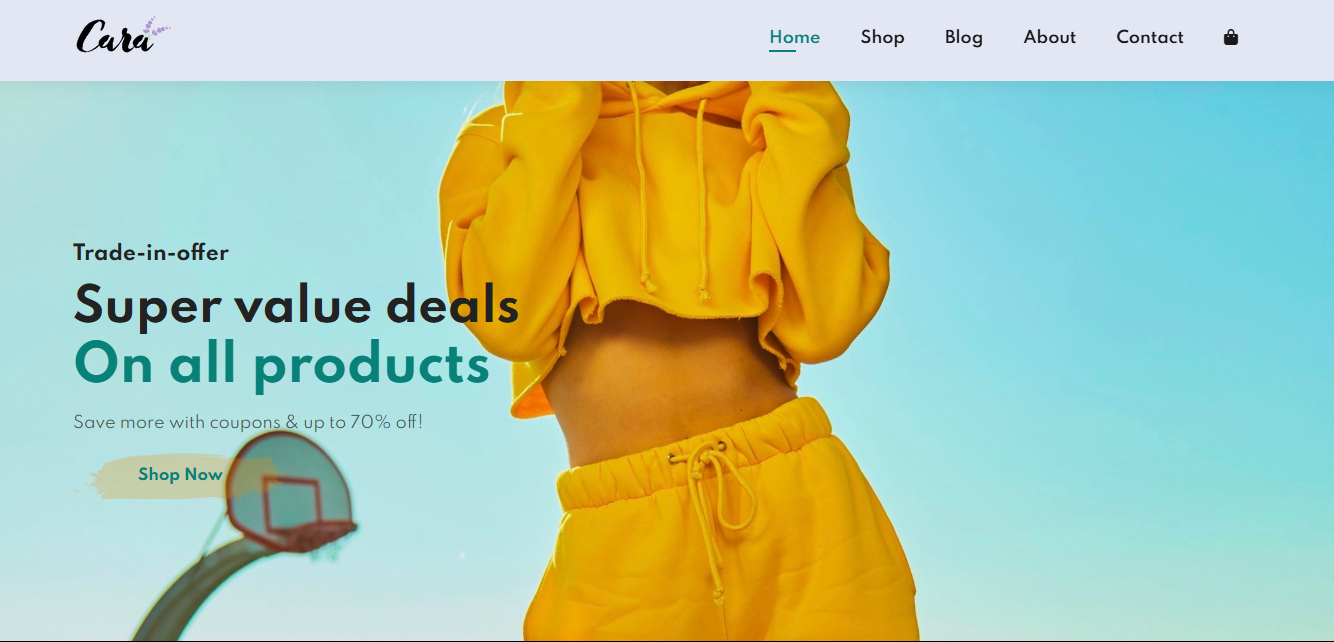 Cara
Home Shop Blog About Contact
Trade-in-offer
Super value deals
On all products
Save more with coupons & up to 70% off!
Shop Now